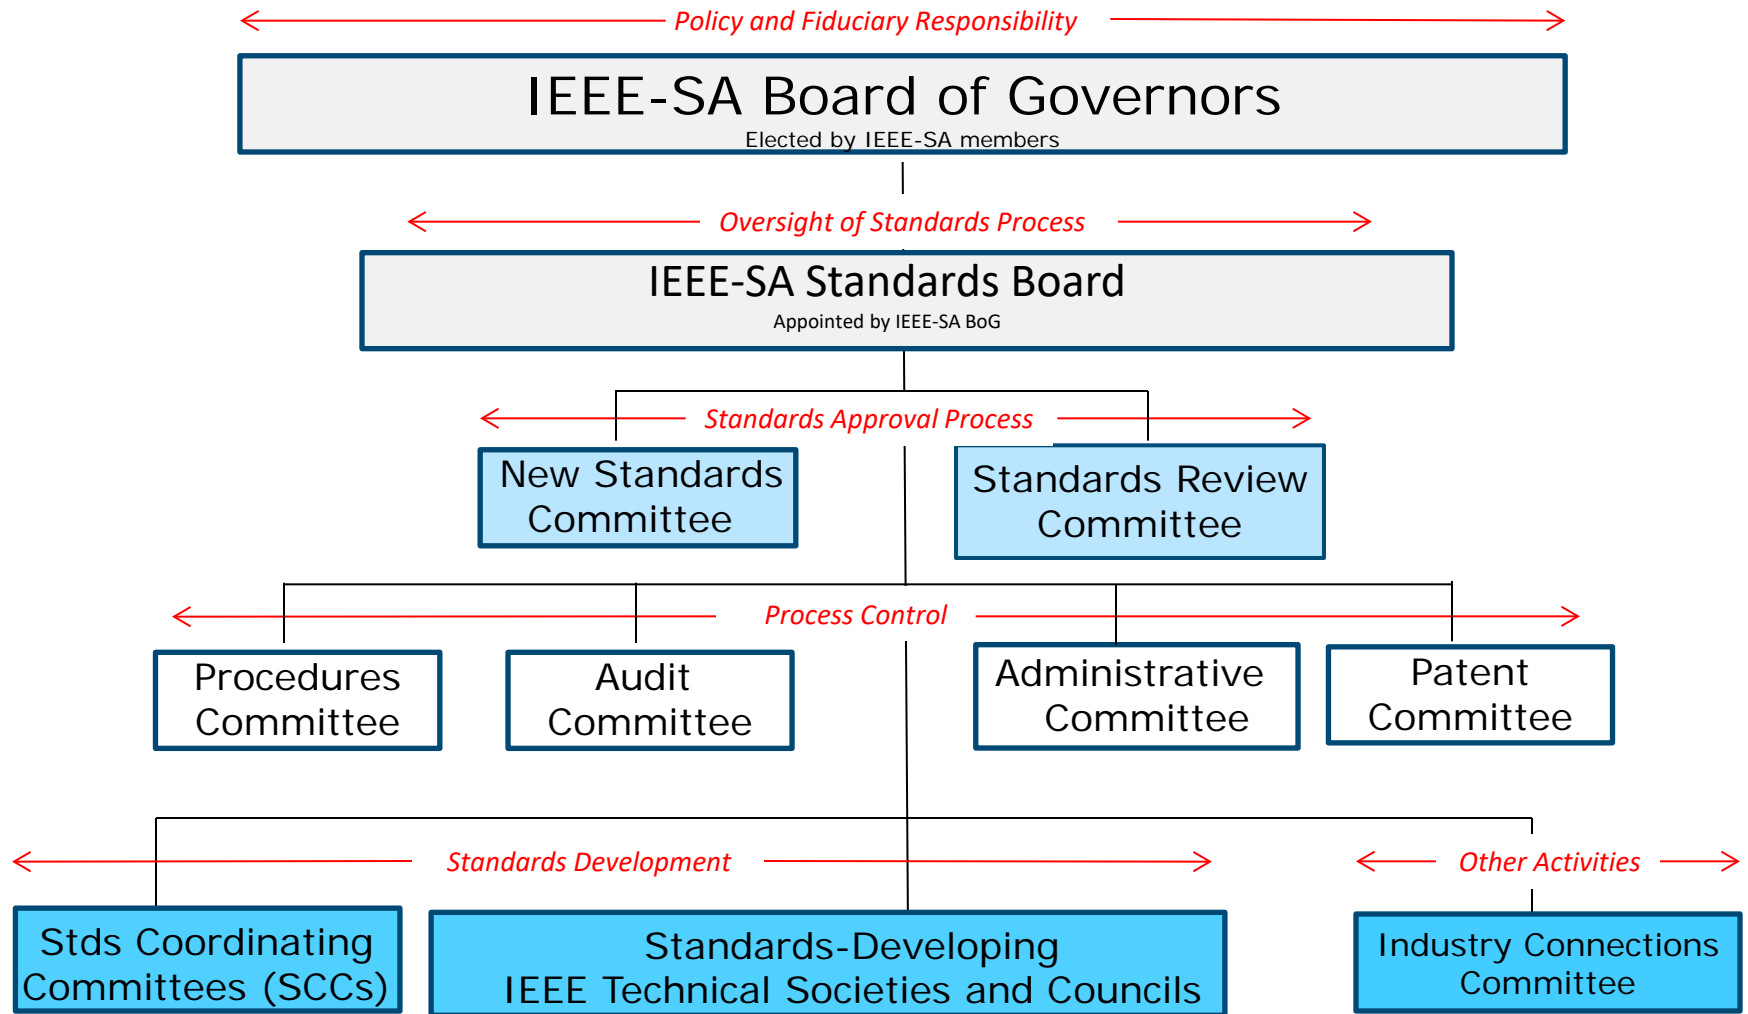 Policy and Fiduciary Responsibility
IEEE-SA Board of Governors
Elected by IEEE-SA members
Oversight of Standards Process
IEEE-SA Standards Board
Appointed by IEEE-SA BoG
Standards Approval Process
New Standards
Committee
Standards Review
Committee
Process Control
Procedures
Committee
Audit
Committee
Administrative
Committee
Patent
Committee
Standards Development
Other Activities
Stds Coordinating
Committees (SCCs)
Standards-Developing
IEEE Technical Societies and Councils
Industry Connections
Committee